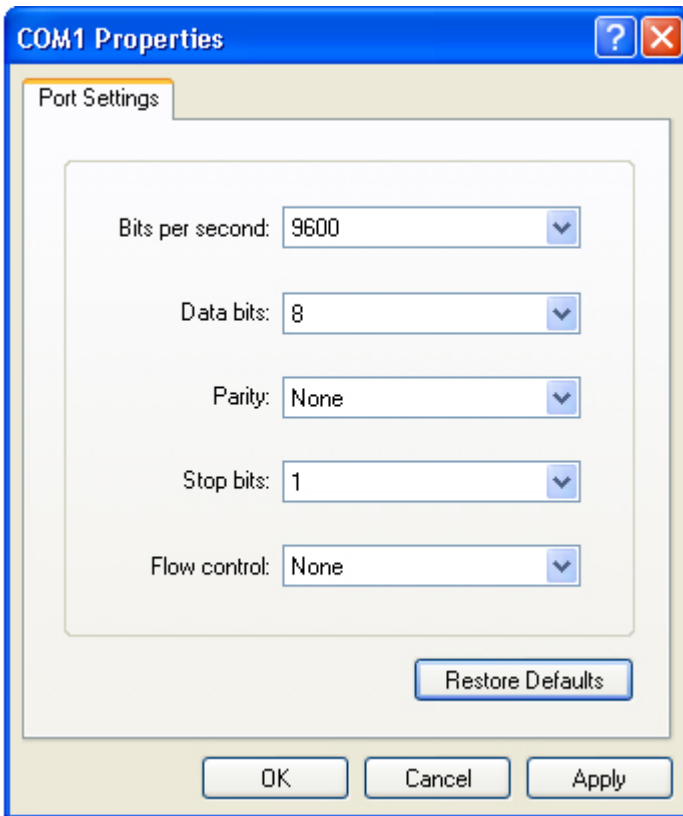 COM1 Properties
Port Settings
Bits per second: 9600
Data bits: 8
Parity: None
Stop bits: 1
Flow control: None
Restore Defaults
OK Cancel Apply